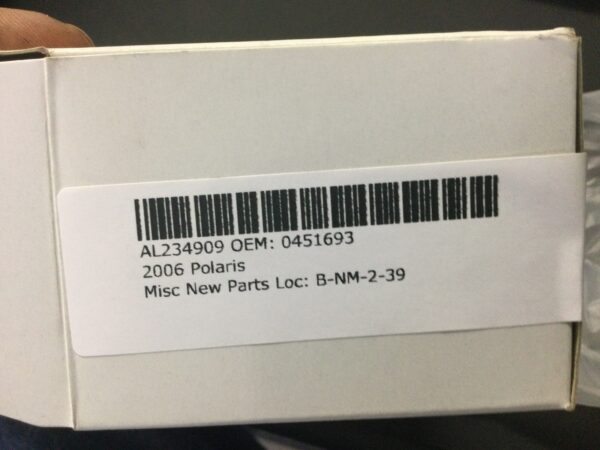 AL234909 OEM: 0451693
2006 Polaris
Misc New Parts Loc: B-NM-2-39